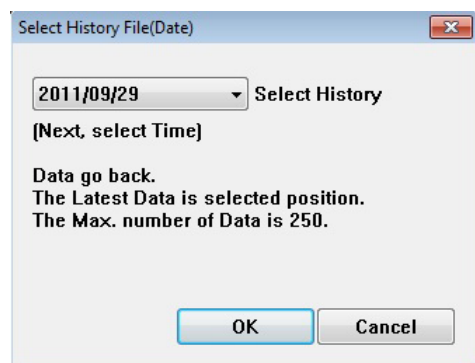 Select History File(Date)
2011/09/29 Select History
(Next, select Time)
Data go back.
The Latest Data is selected position.
The Max. number of Data is 250.
OK Cancel